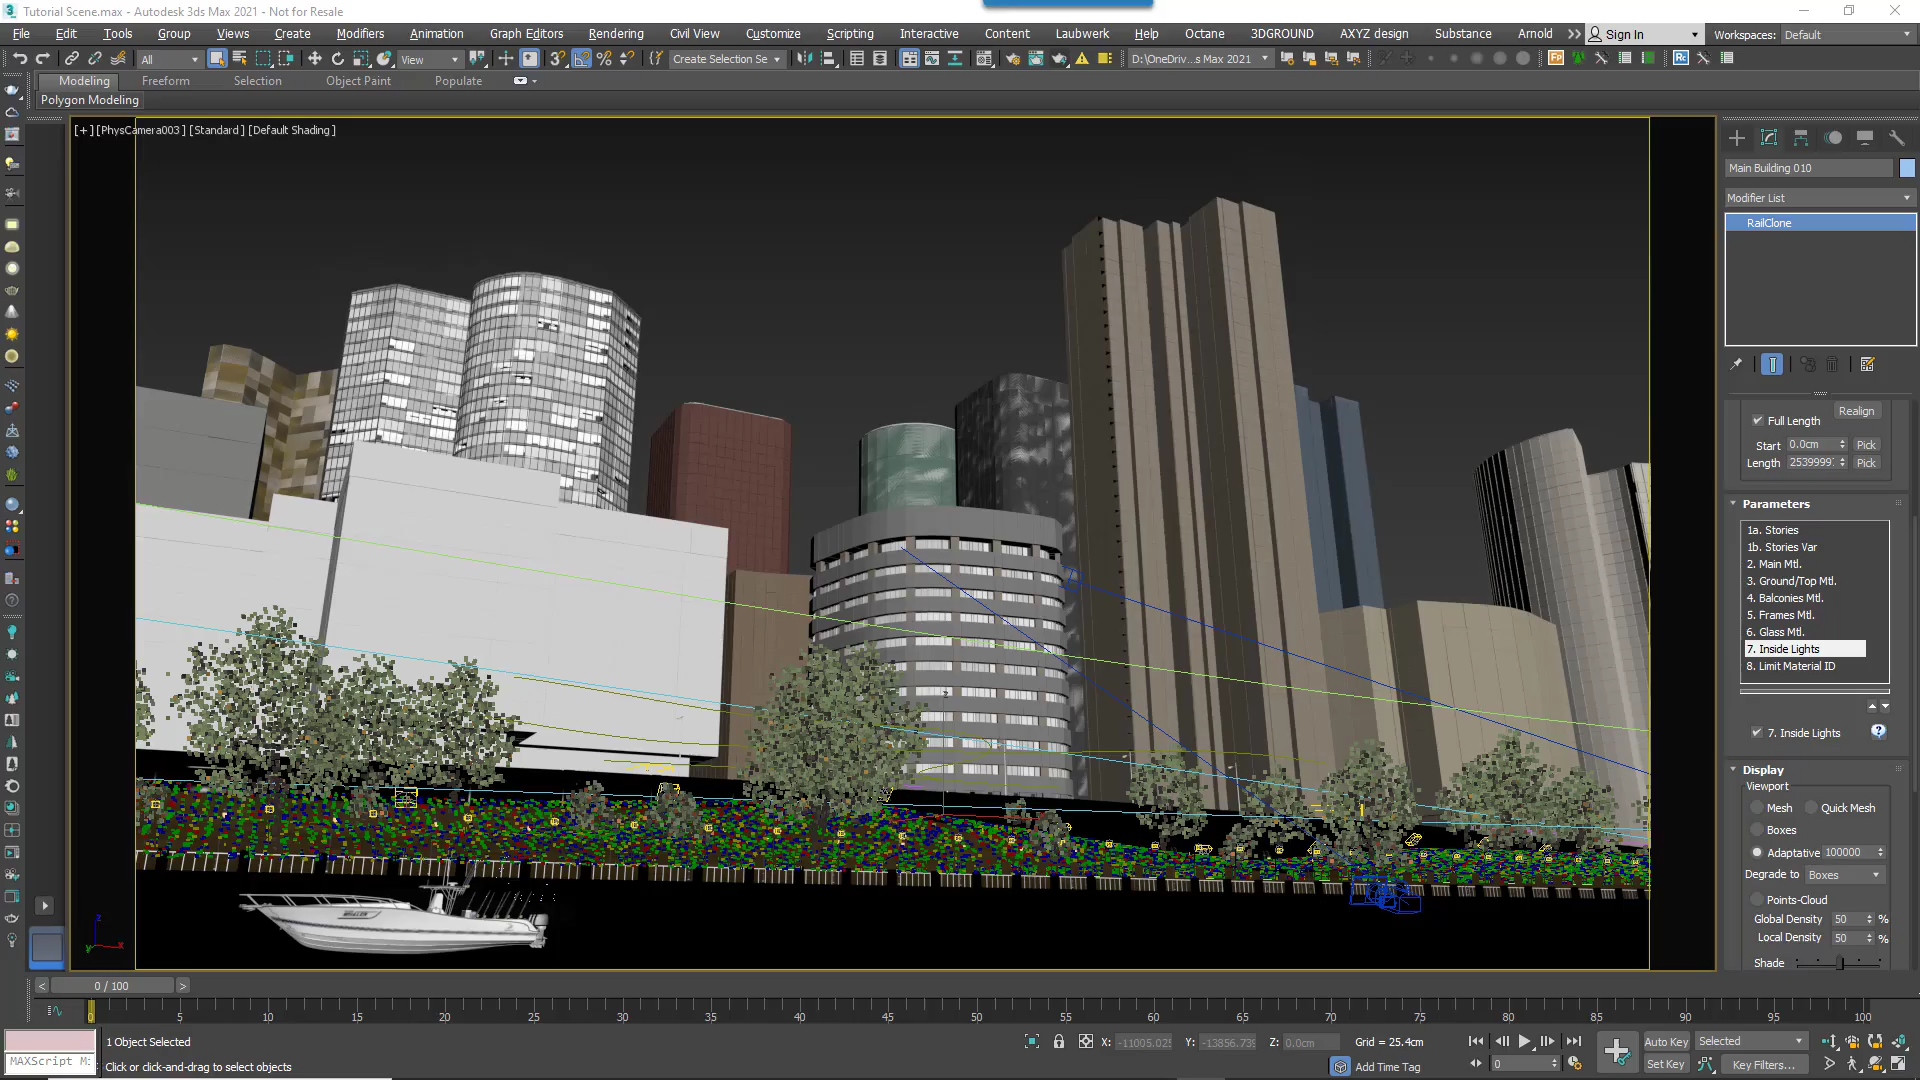 Tutorial Scene.max - Autodesk 3ds Max 2021 - Not for Resale
File Edit Tools Group Views Create Modifiers Animation Graph Editors Rendering Civil View Customize Scripting Interactive Content Laubwerk Help Octane 3DGROUND AXYZ design Substance Arnold Sign In Workspaces: Default
All View Create Selection Se D:\OneDriv...s Max 2021
Modeling Freeform Selection Object Paint Populate
Polygon Modeling
[+] [PhysCamera003 ] [Standard ] [Default Shading ]
Main Building 010
Modifier List
RailClone
Full Length Realign
Start 0.0cm Pick
Length 2539999 Pick
Parameters
1a. Stories
1b. Stories Var
2. Main Mtl.
3. Ground/Top Mtl.
4. Balconies Mtl.
5. Frames Mtl.
6. Glass Mtl.
7. Inside Lights
8. Limit Material ID
7. Inside Lights ?
Display
Viewport
Mesh Quick Mesh
Boxes
Adaptative 100000
Degrade to Boxes
Points-Cloud
Global Density 50 %
Local Density 50 %
Shade
< 0 / 100 >
0 5 10 15 20 25 30 35 40 45 50 55 60 65 70 75 80 85 90 95 100
1 Object Selected X: -11005.025 Y: -13856.739 Z: 0.0cm Grid = 25.4cm Auto Key Selected
MAXScript Mi Click or click-and-drag to select objects Add Time Tag 0 Set Key Key Filters...